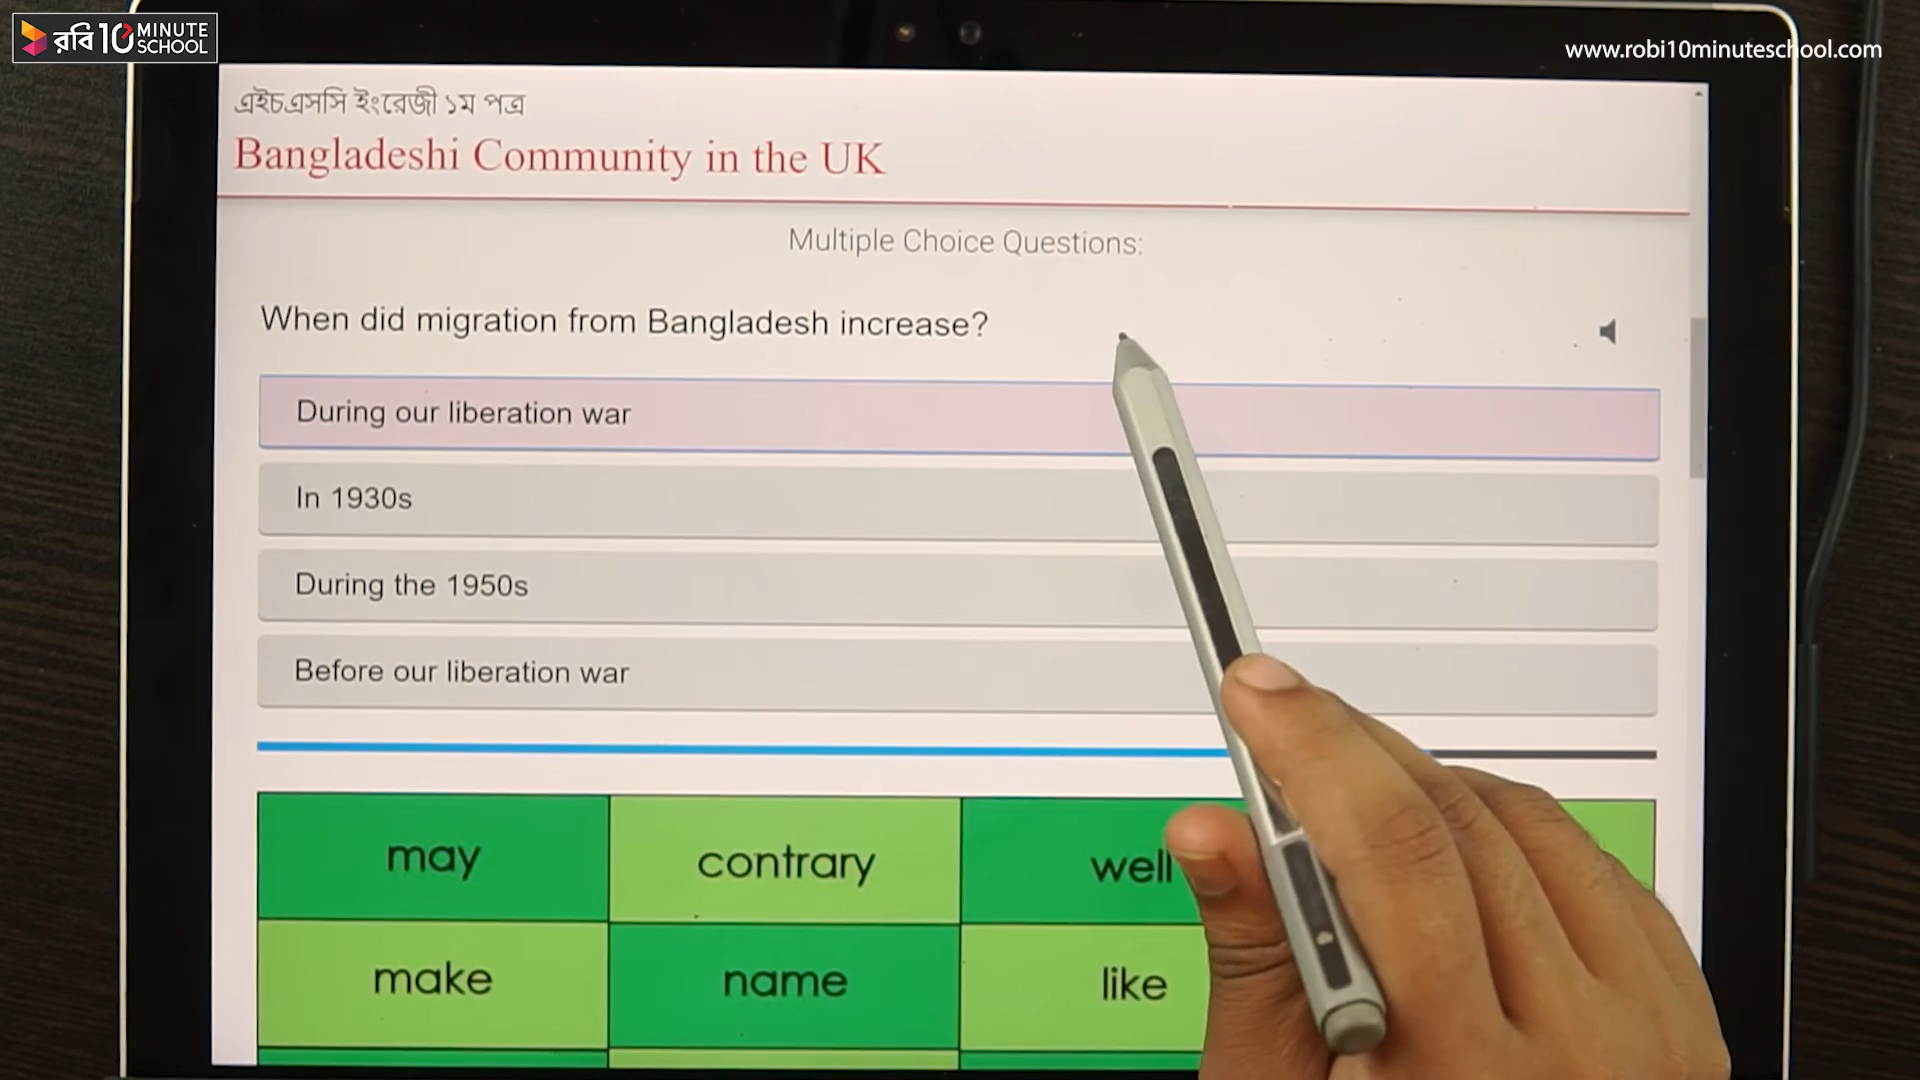 রবি 10 MINUTE SCHOOL
www.robi10minuteschool.com
এইচএসসি ইংরেজী ১ম পত্র
Bangladeshi Community in the UK
Multiple Choice Questions:
When did migration from Bangladesh increase?
During our liberation war
In 1930s
During the 1950s
Before our liberation war
may contrary well
make name like